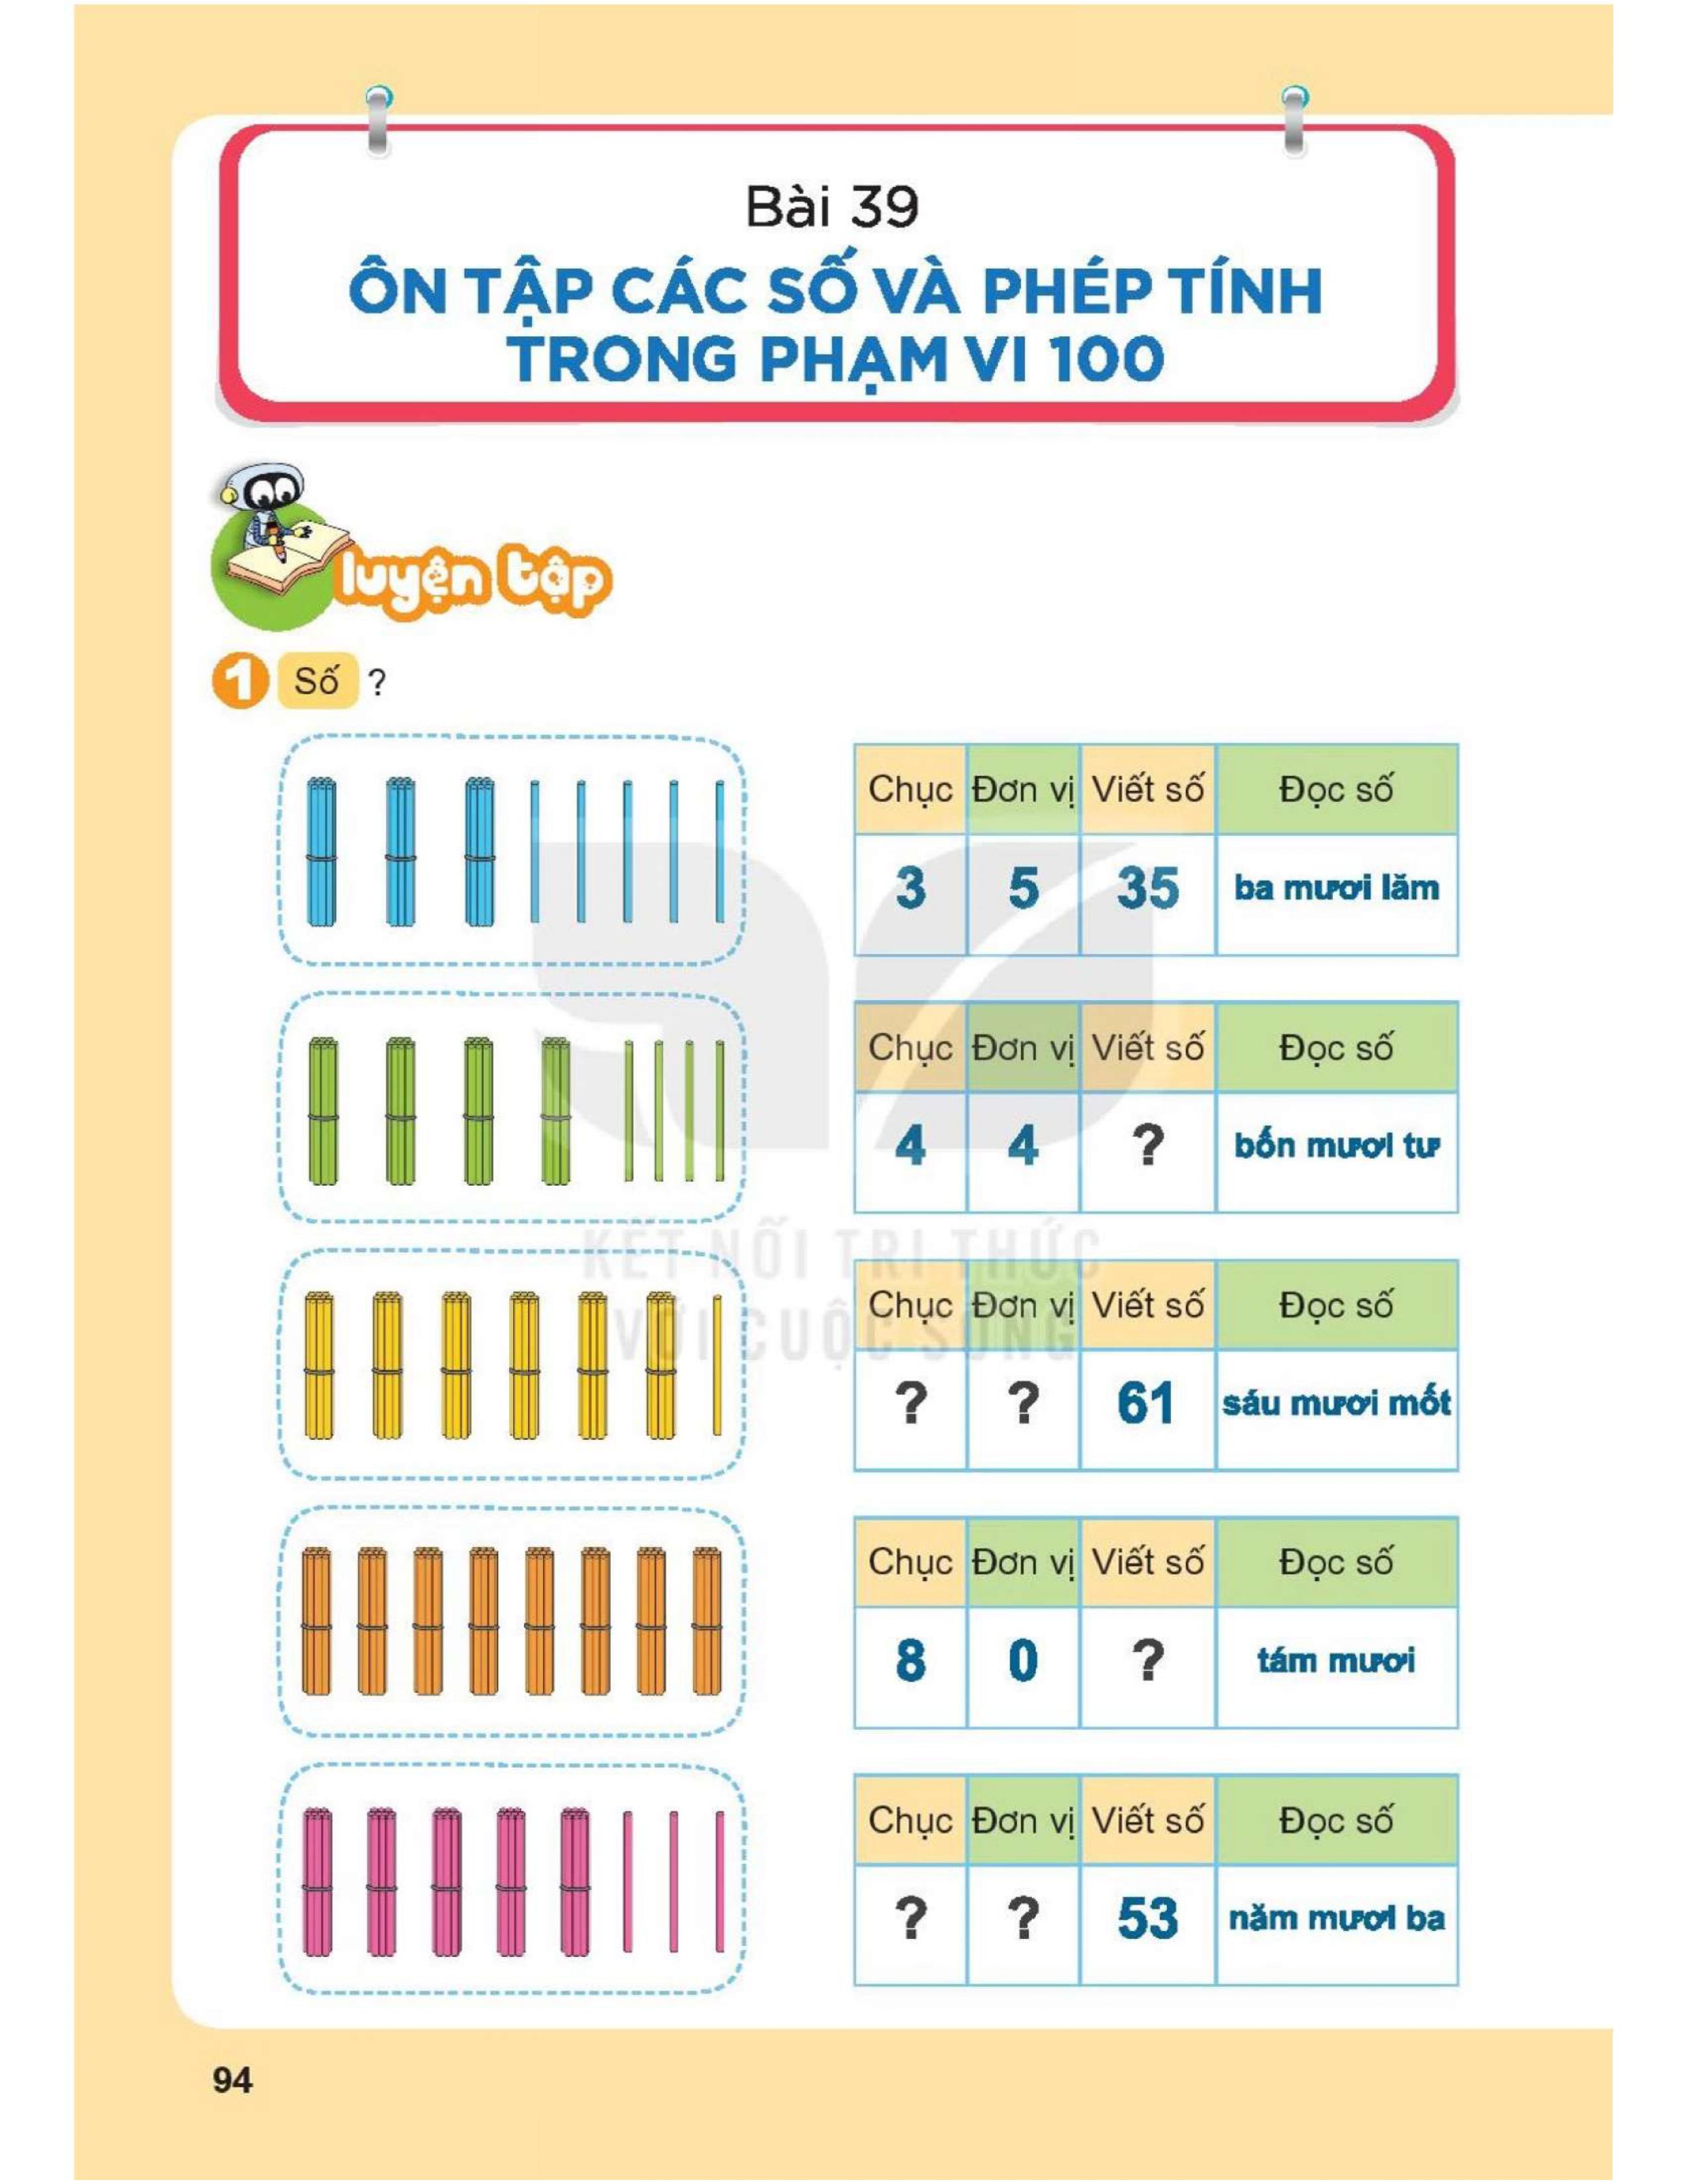 Bài 39
ÔN TẬP CÁC SỐ VÀ PHÉP TÍNH
TRONG PHẠM VI 100
luyện tập
1 Số ?
Chục Đơn vị Viết số Đọc số
3 5 35 ba mươi lăm
Chục Đơn vị Viết số Đọc số
4 4 ? bốn mươi tư
KẾT NỐI TRI THỨC
VỚI CUỘC SỐNG
Chục Đơn vị Viết số Đọc số
? ? 61 sáu mươi mốt
Chục Đơn vị Viết số Đọc số
8 0 ? tám mươi
Chục Đơn vị Viết số Đọc số
? ? 53 năm mươi ba
94